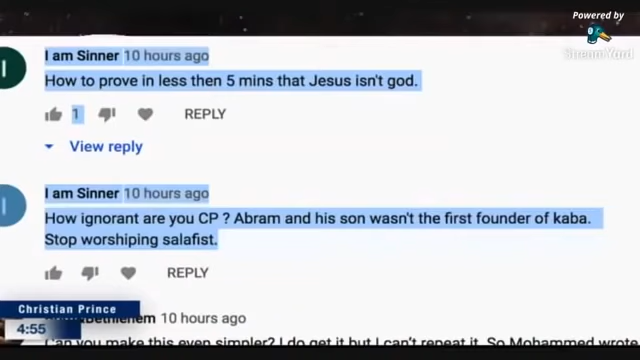 Powered by
StreamYard
I am Sinner 10 hours ago
How to prove in less then 5 mins that Jesus isn't god.
1
REPLY
View reply
I am Sinner 10 hours ago
How ignorant are you CP ? Abram and his son wasn't the first founder of kaba.
Stop worshiping salafist.
REPLY
Christian Prince
4:55
Bethlehem 10 hours ago
Can you make this even simpler? I do get it but I can't repeat it. So Mohammed wrote